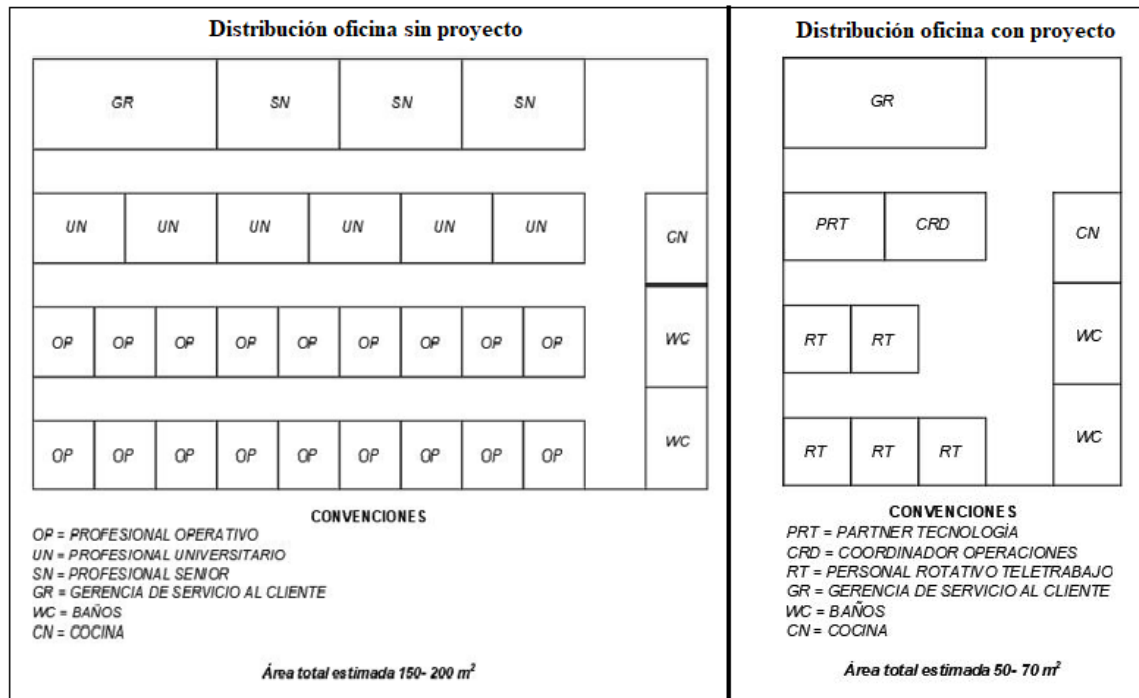 Distribución oficina sin proyecto
GR SN SN SN
UN UN UN UN UN UN
CN
OP OP OP OP OP OP OP OP OP
WC
OP OP OP OP OP OP OP OP OP
WC
CONVENCIONES
OP = PROFESIONAL OPERATIVO
UN = PROFESIONAL UNIVERSITARIO
SN = PROFESIONAL SENIOR
GR = GERENCIA DE SERVICIO AL CLIENTE
WC = BAÑOS
CN = COCINA
Área total estimada 150- 200 m²
Distribución oficina con proyecto
GR
PRT CRD
CN
RT RT
WC
RT RT RT
WC
CONVENCIONES
PRT = PARTNER TECNOLOGÌA
CRD = COORDINADOR OPERACIONES
RT = PERSONAL ROTATIVO TELETRABAJO
GR = GERENCIA DE SERVICIO AL CLIENTE
WC = BAÑOS
CN = COCINA
Área total estimada 50- 70 m²